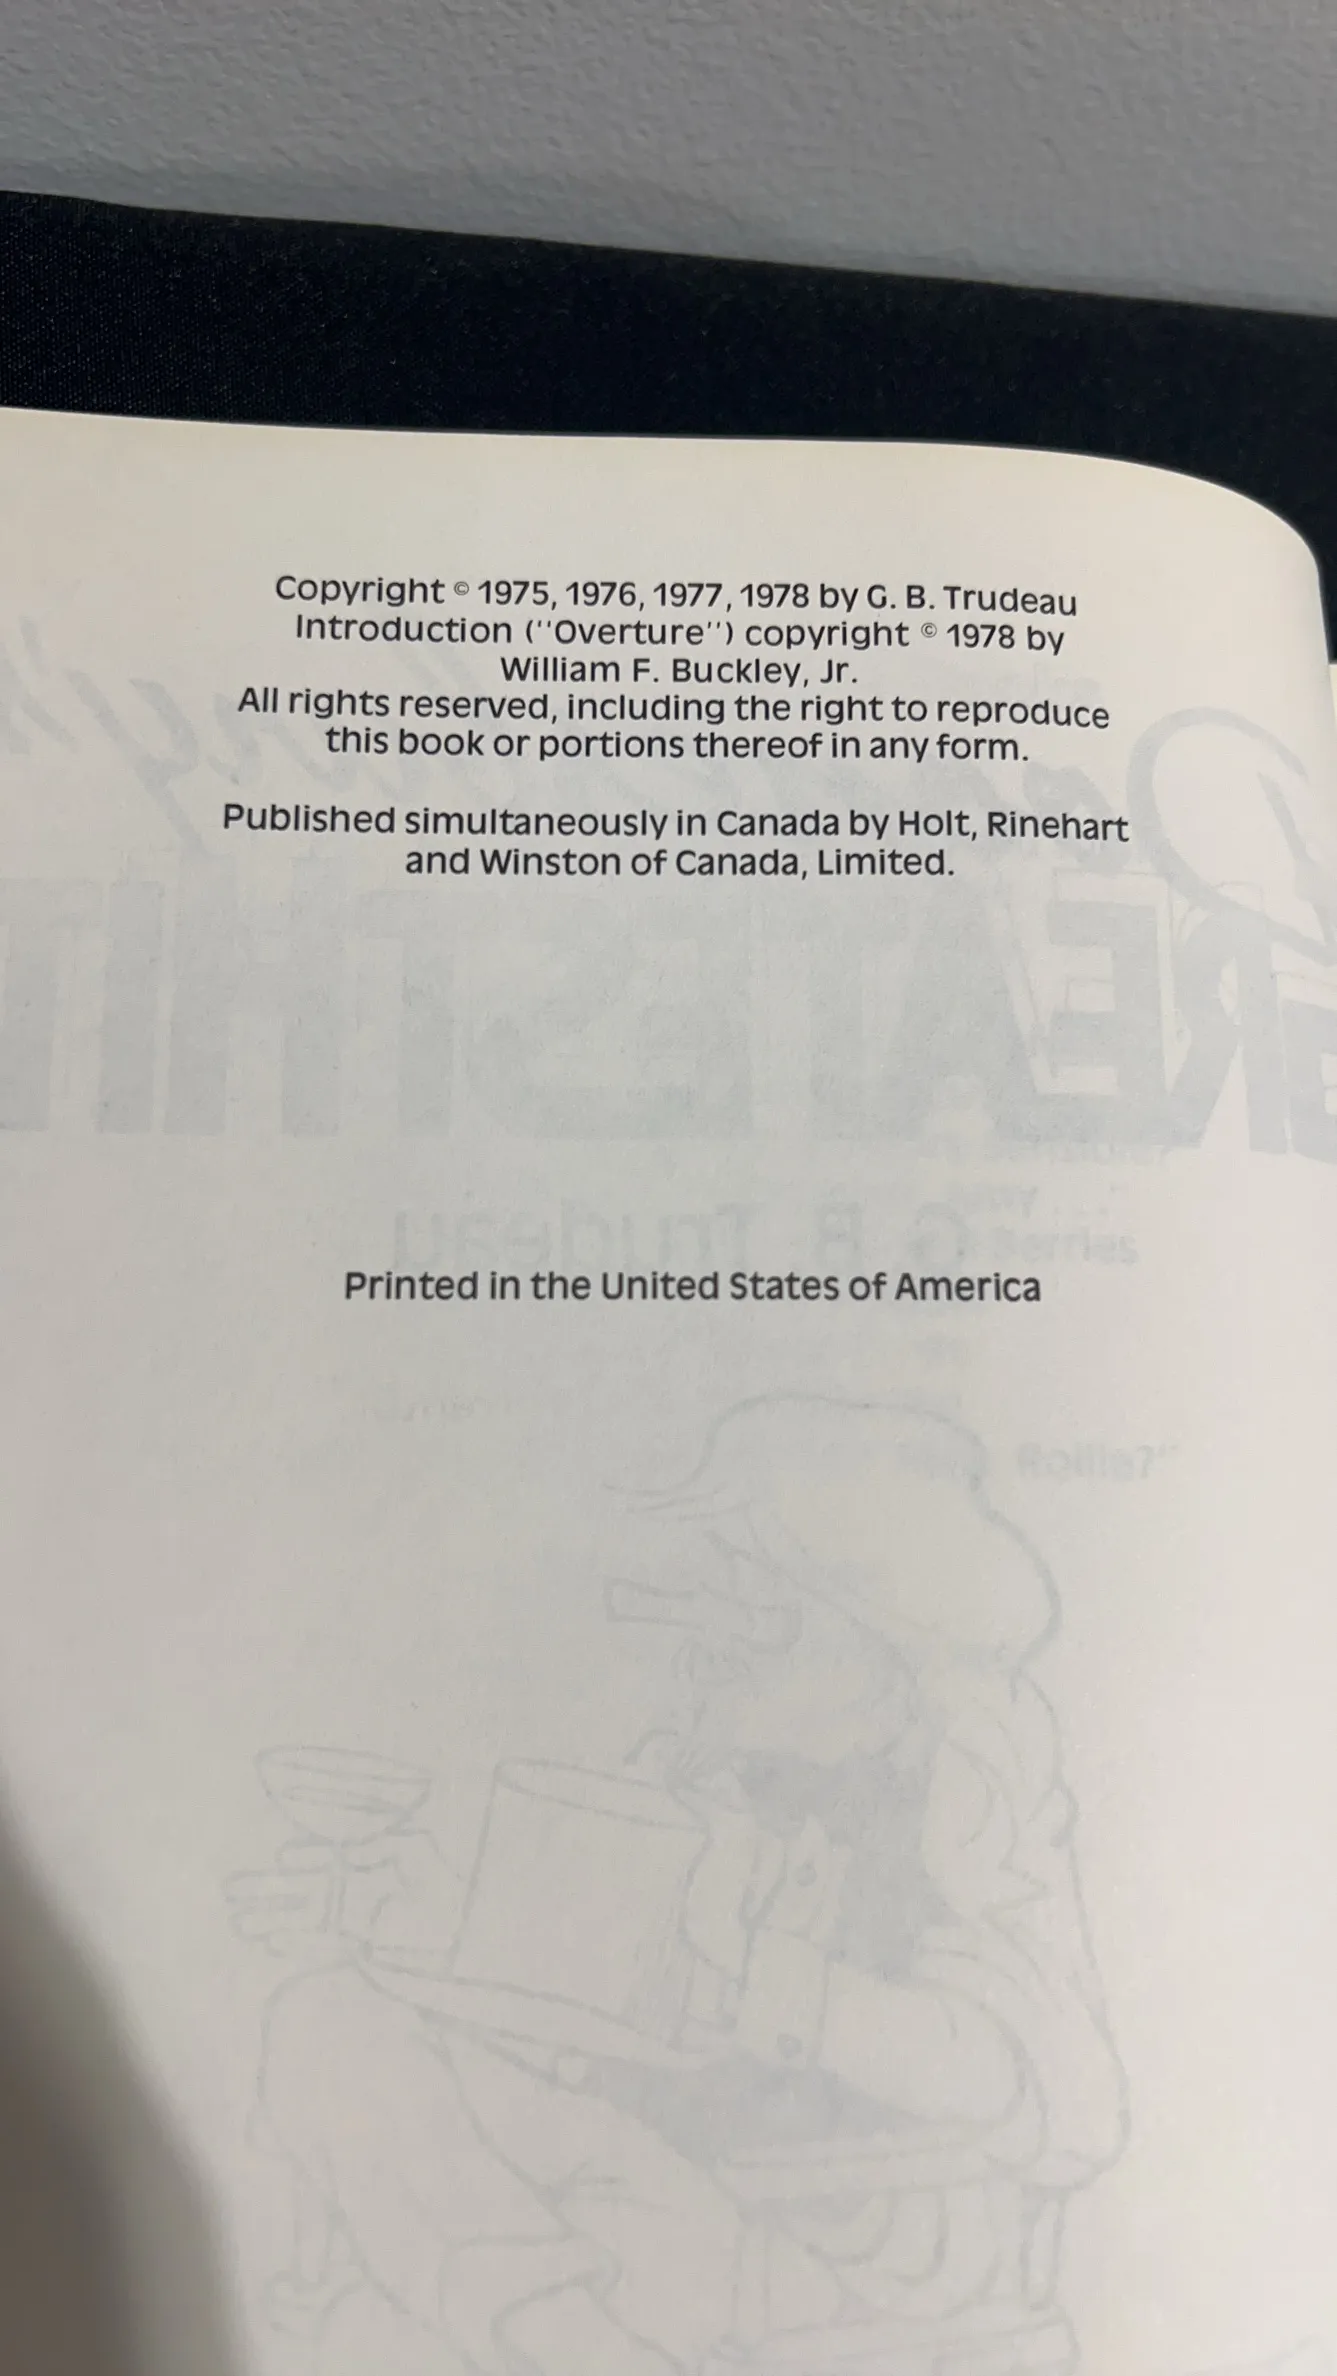 Copyright © 1975, 1976, 1977, 1978 by G. B. Trudeau
Introduction (''Overture'') copyright © 1978 by
William F. Buckley, Jr.
All rights reserved, including the right to reproduce
this book or portions thereof in any form.
Published simultaneously in Canada by Holt, Rinehart
and Winston of Canada, Limited.
G. B. Trudeau
Printed in the United States of America
Rollie?"